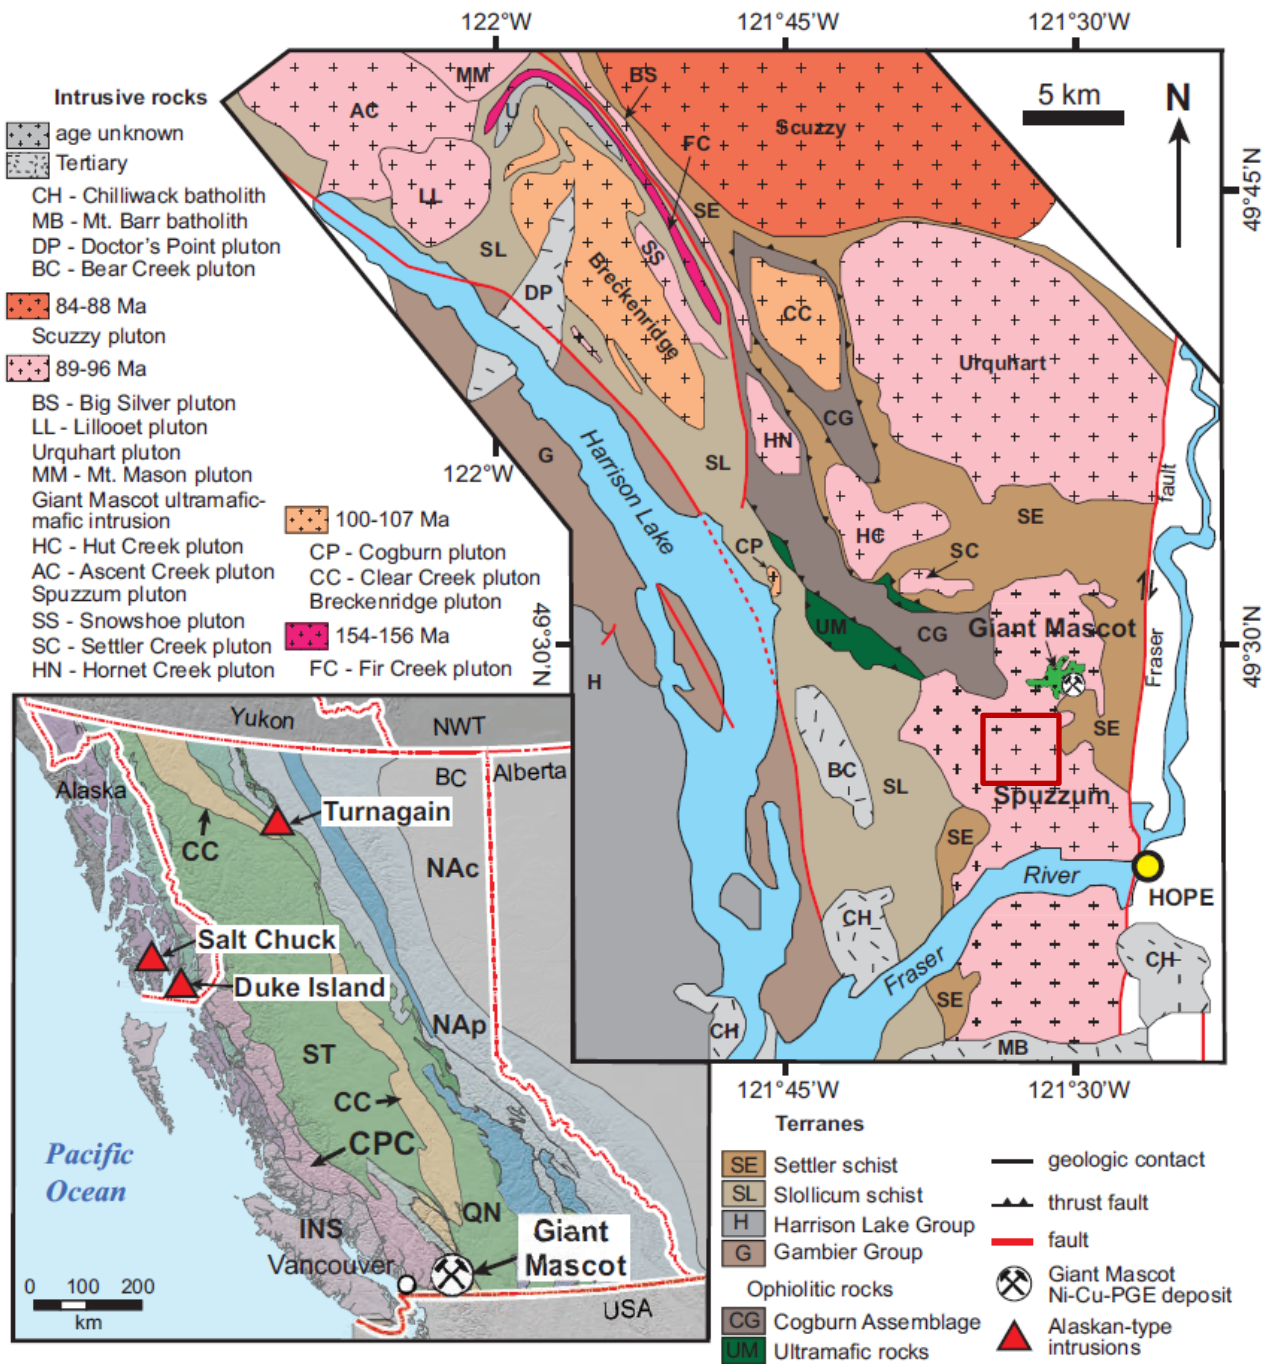 122°W
121°45'W
121°30'W
Intrusive rocks
age unknown
Tertiary
CH - Chilliwack batholith
MB - Mt. Barr batholith
DP - Doctor's Point pluton
BC - Bear Creek pluton
84-88 Ma
Scuzzy pluton
89-96 Ma
BS - Big Silver pluton
LL - Lillooet pluton
Urquhart pluton
MM - Mt. Mason pluton
Giant Mascot ultramafic-
mafic intrusion
HC - Hut Creek pluton
AC - Ascent Creek pluton
Spuzzum pluton
SS - Snowshoe pluton
SC - Settler Creek pluton
HN - Hornet Creek pluton
100-107 Ma
CP - Cogburn pluton
CC - Clear Creek pluton
Breckenridge pluton
154-156 Ma
FC - Fir Creek pluton
MM
BS
5 km
N
AC
U
Scuzzy
FC
49°45'N
LL
SE
SL
SS
DP
Breckenridge
CC
Urquhart
CG
HN
G
Harrison Lake
SL
122°W
fault
SE
HC
CP
SC
49°30'N
UM
CG
Giant Mascot
49°30'N
Fraser
H
SE
BC
SL
Spuzzum
SE
River
HOPE
CH
Fraser
CH
SE
CH
MB
121°45'W
121°30'W
Yukon
NWT
BC
Alberta
Alaska
Turnagain
CC
NAc
Salt Chuck
Duke Island
NAp
ST
CC
CPC
Pacific
Ocean
QN
INS
Giant
Mascot
Vancouver
0 100 200
km
USA
Terranes
SE Settler schist
SL Slollicum schist
H Harrison Lake Group
G Gambier Group
Ophiolitic rocks
CG Cogburn Assemblage
UM Ultramafic rocks
geologic contact
thrust fault
fault
Giant Mascot
Ni-Cu-PGE deposit
Alaskan-type
intrusions